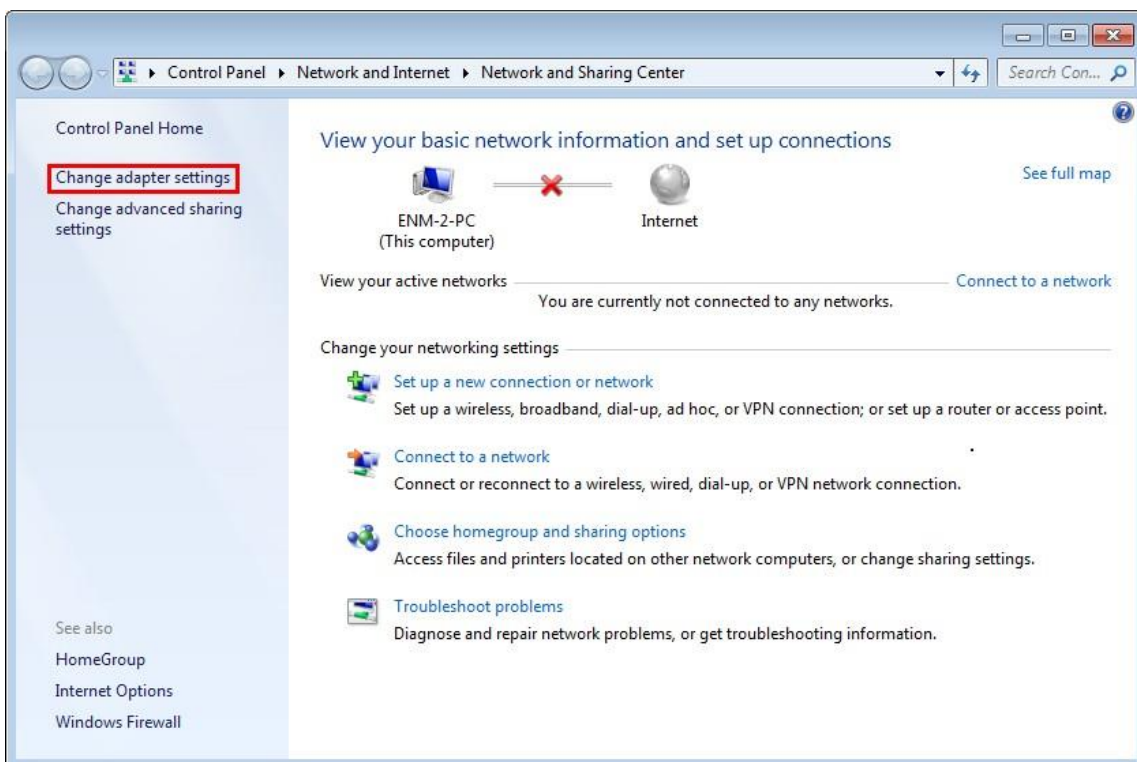 Control Panel ▸ Network and Internet ▸ Network and Sharing Center
Search Con...
Control Panel Home
Change adapter settings
Change advanced sharing
settings
See also
HomeGroup
Internet Options
Windows Firewall
View your basic network information and set up connections
See full map
ENM-2-PC
(This computer)
Internet
View your active networks
Connect to a network
You are currently not connected to any networks.
Change your networking settings
Set up a new connection or network
Set up a wireless, broadband, dial-up, ad hoc, or VPN connection; or set up a router or access point.
Connect to a network
Connect or reconnect to a wireless, wired, dial-up, or VPN network connection.
Choose homegroup and sharing options
Access files and printers located on other network computers, or change sharing settings.
Troubleshoot problems
Diagnose and repair network problems, or get troubleshooting information.